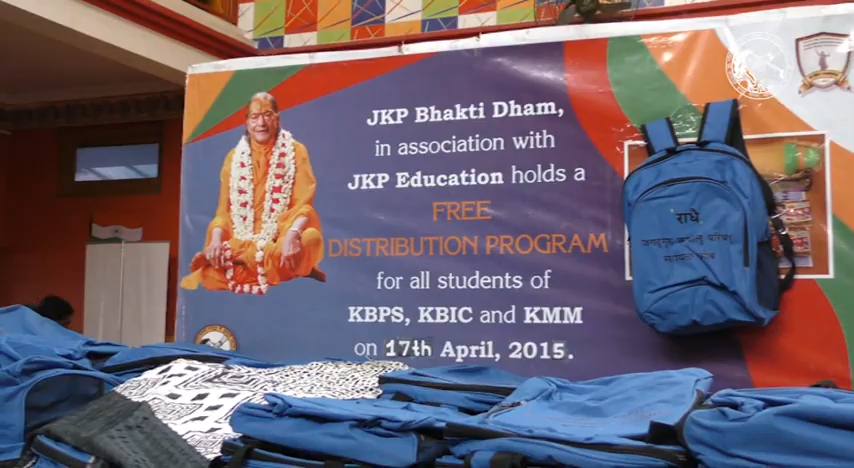 JKP Bhakti Dham,
in association with
JKP Education holds a
FREE
DISTRIBUTION PROGRAM
for all students of
KBPS, KBIC and KMM
on 17th April, 2015.
राधे